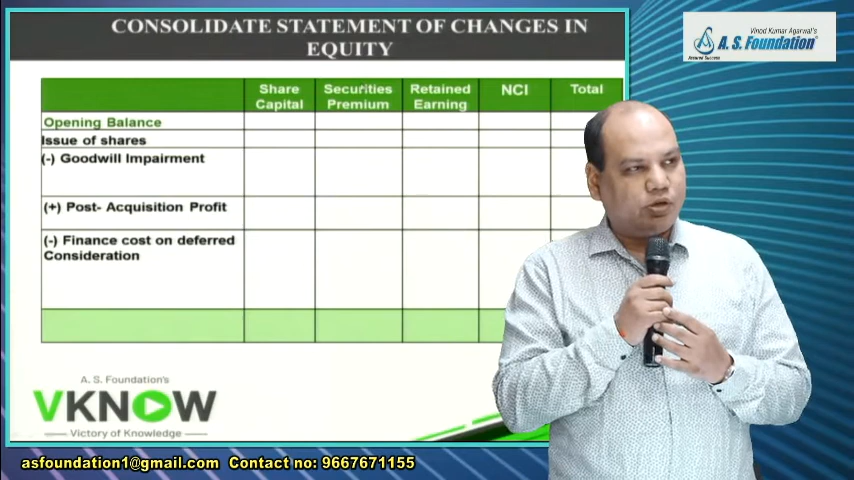 CONSOLIDATE STATEMENT OF CHANGES IN
EQUITY
Vinod Kumar Agarwal's
A. S. Foundation®
Assured Success
Share
Capital
Securities
Premium
Retained
Earning
NCI
Total
Opening Balance
Issue of shares
(-) Goodwill Impairment
(+) Post- Acquisition Profit
(-) Finance cost on deferred
Consideration
A. S. Foundation's
VKNOW
Victory of Knowledge
asfoundation1@gmail.com Contact no: 9667671155